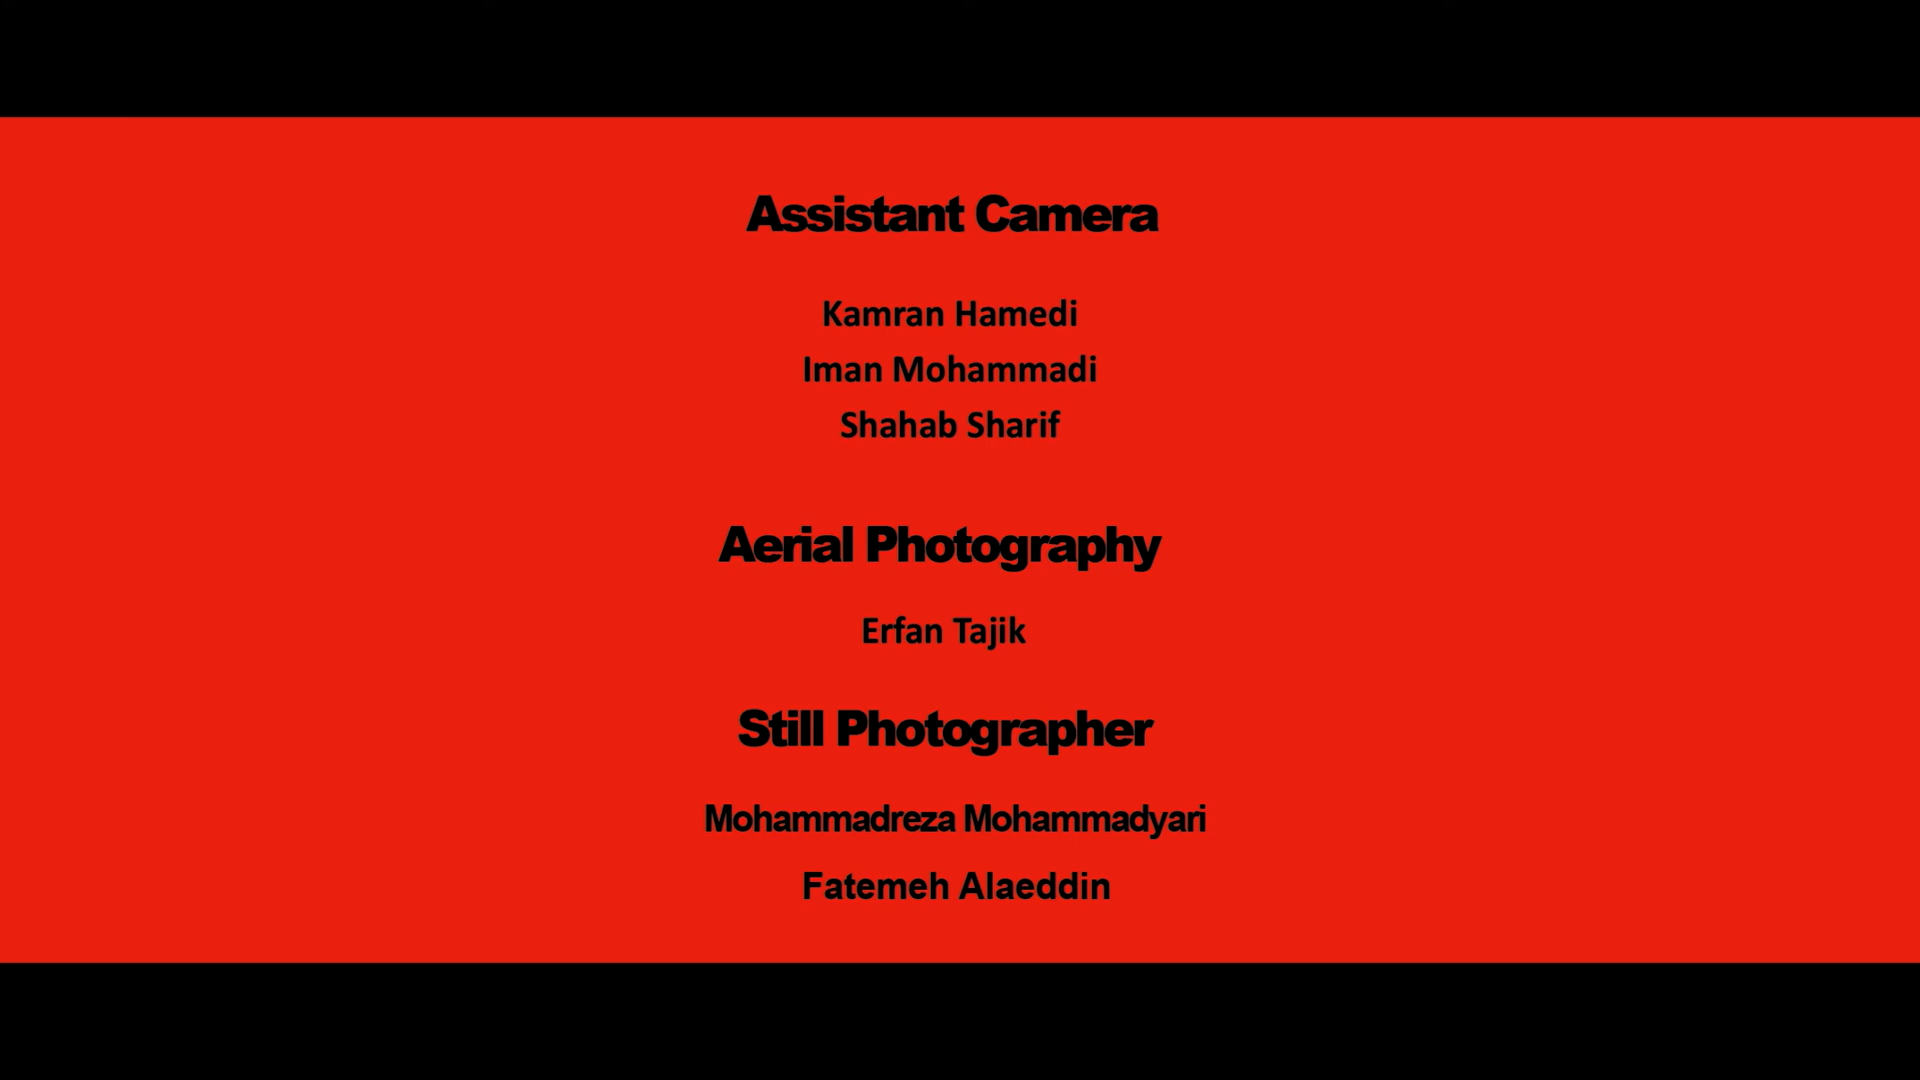 Assistant Camera
Kamran Hamedi
Iman Mohammadi
Shahab Sharif
Aerial Photography
Erfan Tajik
Still Photographer
Mohammadreza Mohammadyari
Fatemeh Alaeddin